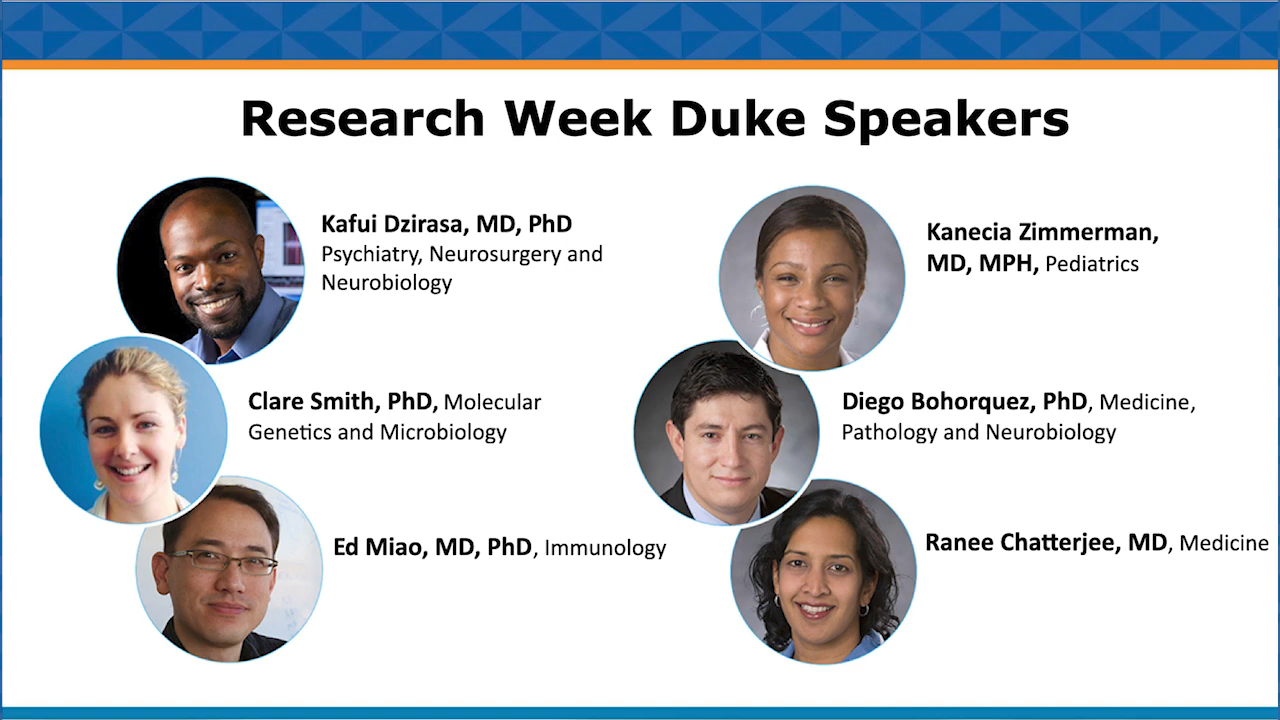 Research Week Duke Speakers
Kafui Dzirasa, MD, PhD
Psychiatry, Neurosurgery and
Neurobiology
Clare Smith, PhD, Molecular
Genetics and Microbiology
Ed Miao, MD, PhD, Immunology
Kanecia Zimmerman,
MD, MPH, Pediatrics
Diego Bohorquez, PhD, Medicine,
Pathology and Neurobiology
Ranee Chatterjee, MD, Medicine